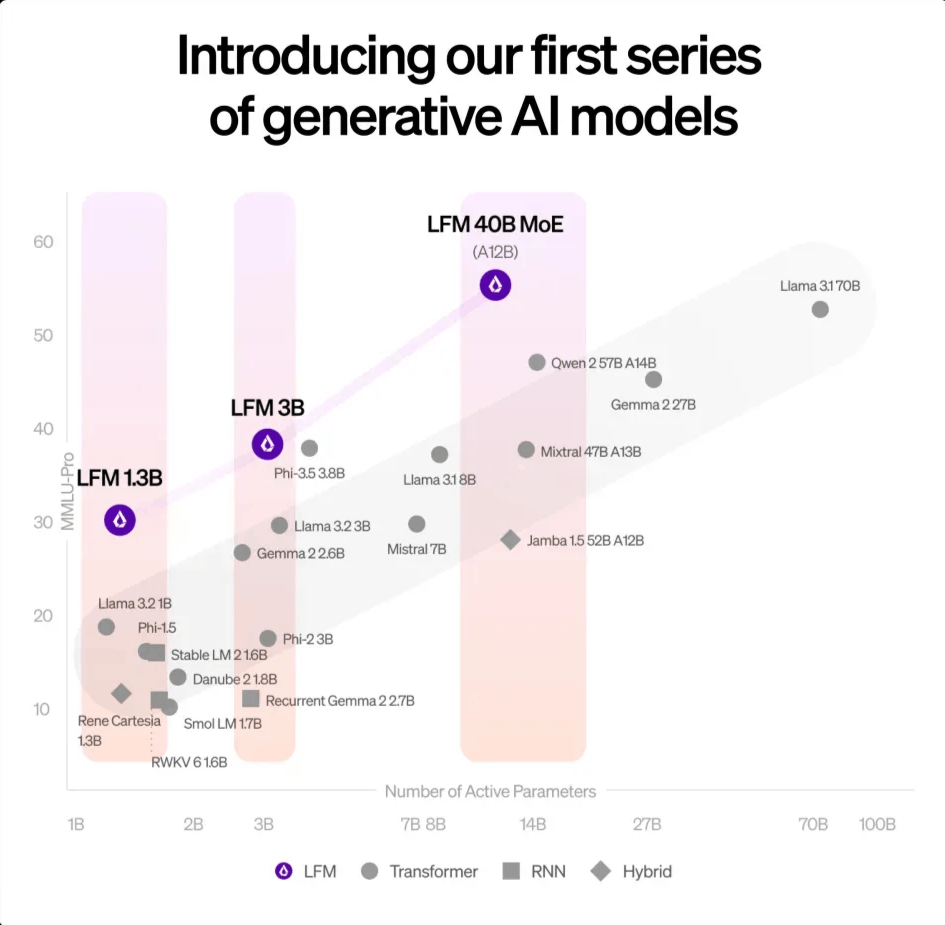 Introducing our first series
of generative AI models
LFM 40B MoE
(A12B)
60
Llama 3.1 70B
50
Qwen 2 57B A14B
Gemma 2 27B
LFM 3B
40
Phi-3.5 3.8B
Llama 3.1 8B
Mixtral 47B A13B
MMLU-Pro
LFM 1.3B
30
Llama 3.2 3B
Mistral 7B
Jamba 1.5 52B A12B
Gemma 2 2.6B
20
Llama 3.2 1B
Phi-1.5
Phi-2 3B
Stable LM 2 1.6B
Danube 2 1.8B
10
Recurrent Gemma 2 2.7B
Rene Cartesia
1.3B
Smol LM 1.7B
RWKV 6 1.6B
Number of Active Parameters
1B 2B 3B 7B 8B 14B 27B 70B 100B
LFM Transformer RNN Hybrid